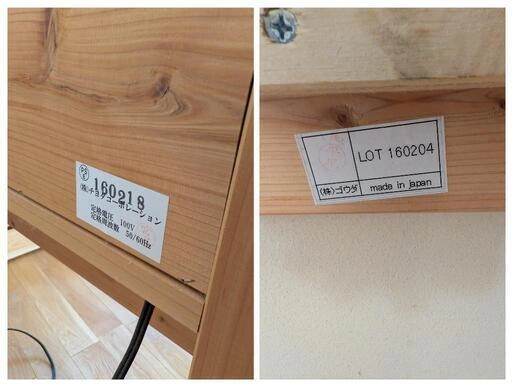 PS
E
160218
(株)チヨダコーポレーション
定格電圧 100V
定格周波数 50/60Hz
LOT 160204
(株)ゴウダ
made in japan